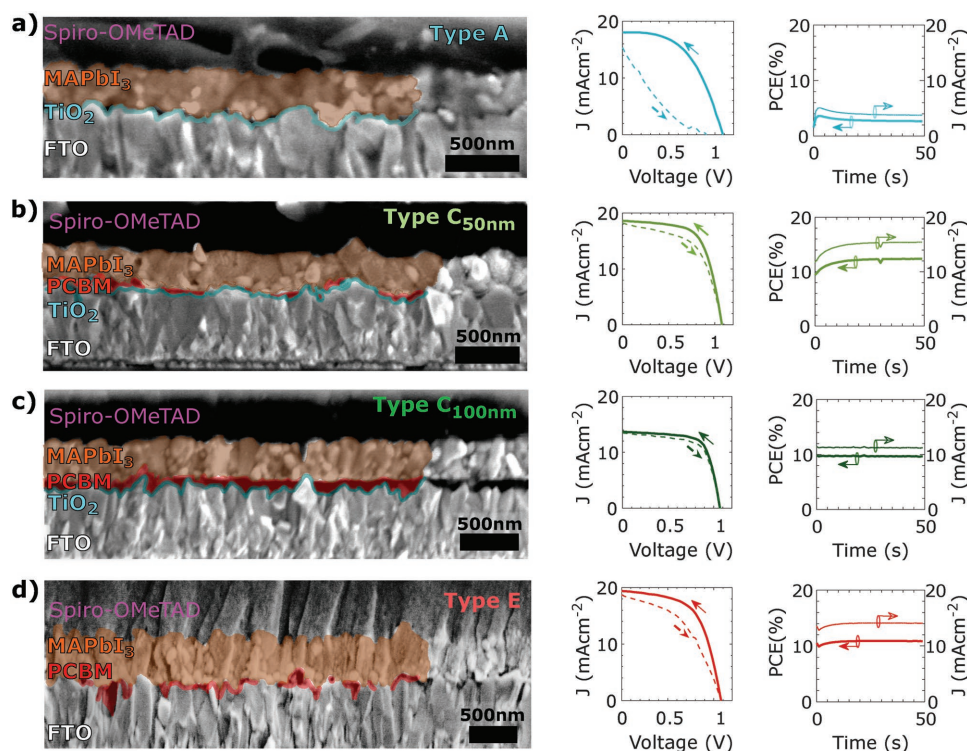 a)
Spiro-OMeTAD
Type A
MAPbI3
TiO2
FTO
500nm
J (mAcm-2)
20
10
0
0 0.5 1
Voltage (V)
PCE(%)
20
10
0
0 50
Time (s)
20
10
0
J (mAcm-2)
b)
Spiro-OMeTAD
Type C50nm
MAPbI3
PCBM
TiO2
FTO
500nm
J (mAcm-2)
20
10
0
0 0.5 1
Voltage (V)
PCE(%)
20
10
0
0 50
Time (s)
20
10
0
J (mAcm-2)
c)
Spiro-OMeTAD
Type C100nm
MAPbI3
PCBM
TiO2
FTO
500nm
J (mAcm-2)
20
10
0
0 0.5 1
Voltage (V)
PCE(%)
20
10
0
0 50
Time (s)
20
10
0
J (mAcm-2)
d)
Spiro-OMeTAD
Type E
MAPbI3
PCBM
FTO
500nm
J (mAcm-2)
20
10
0
0 0.5 1
Voltage (V)
PCE(%)
20
10
0
0 50
Time (s)
20
10
0
J (mAcm-2)